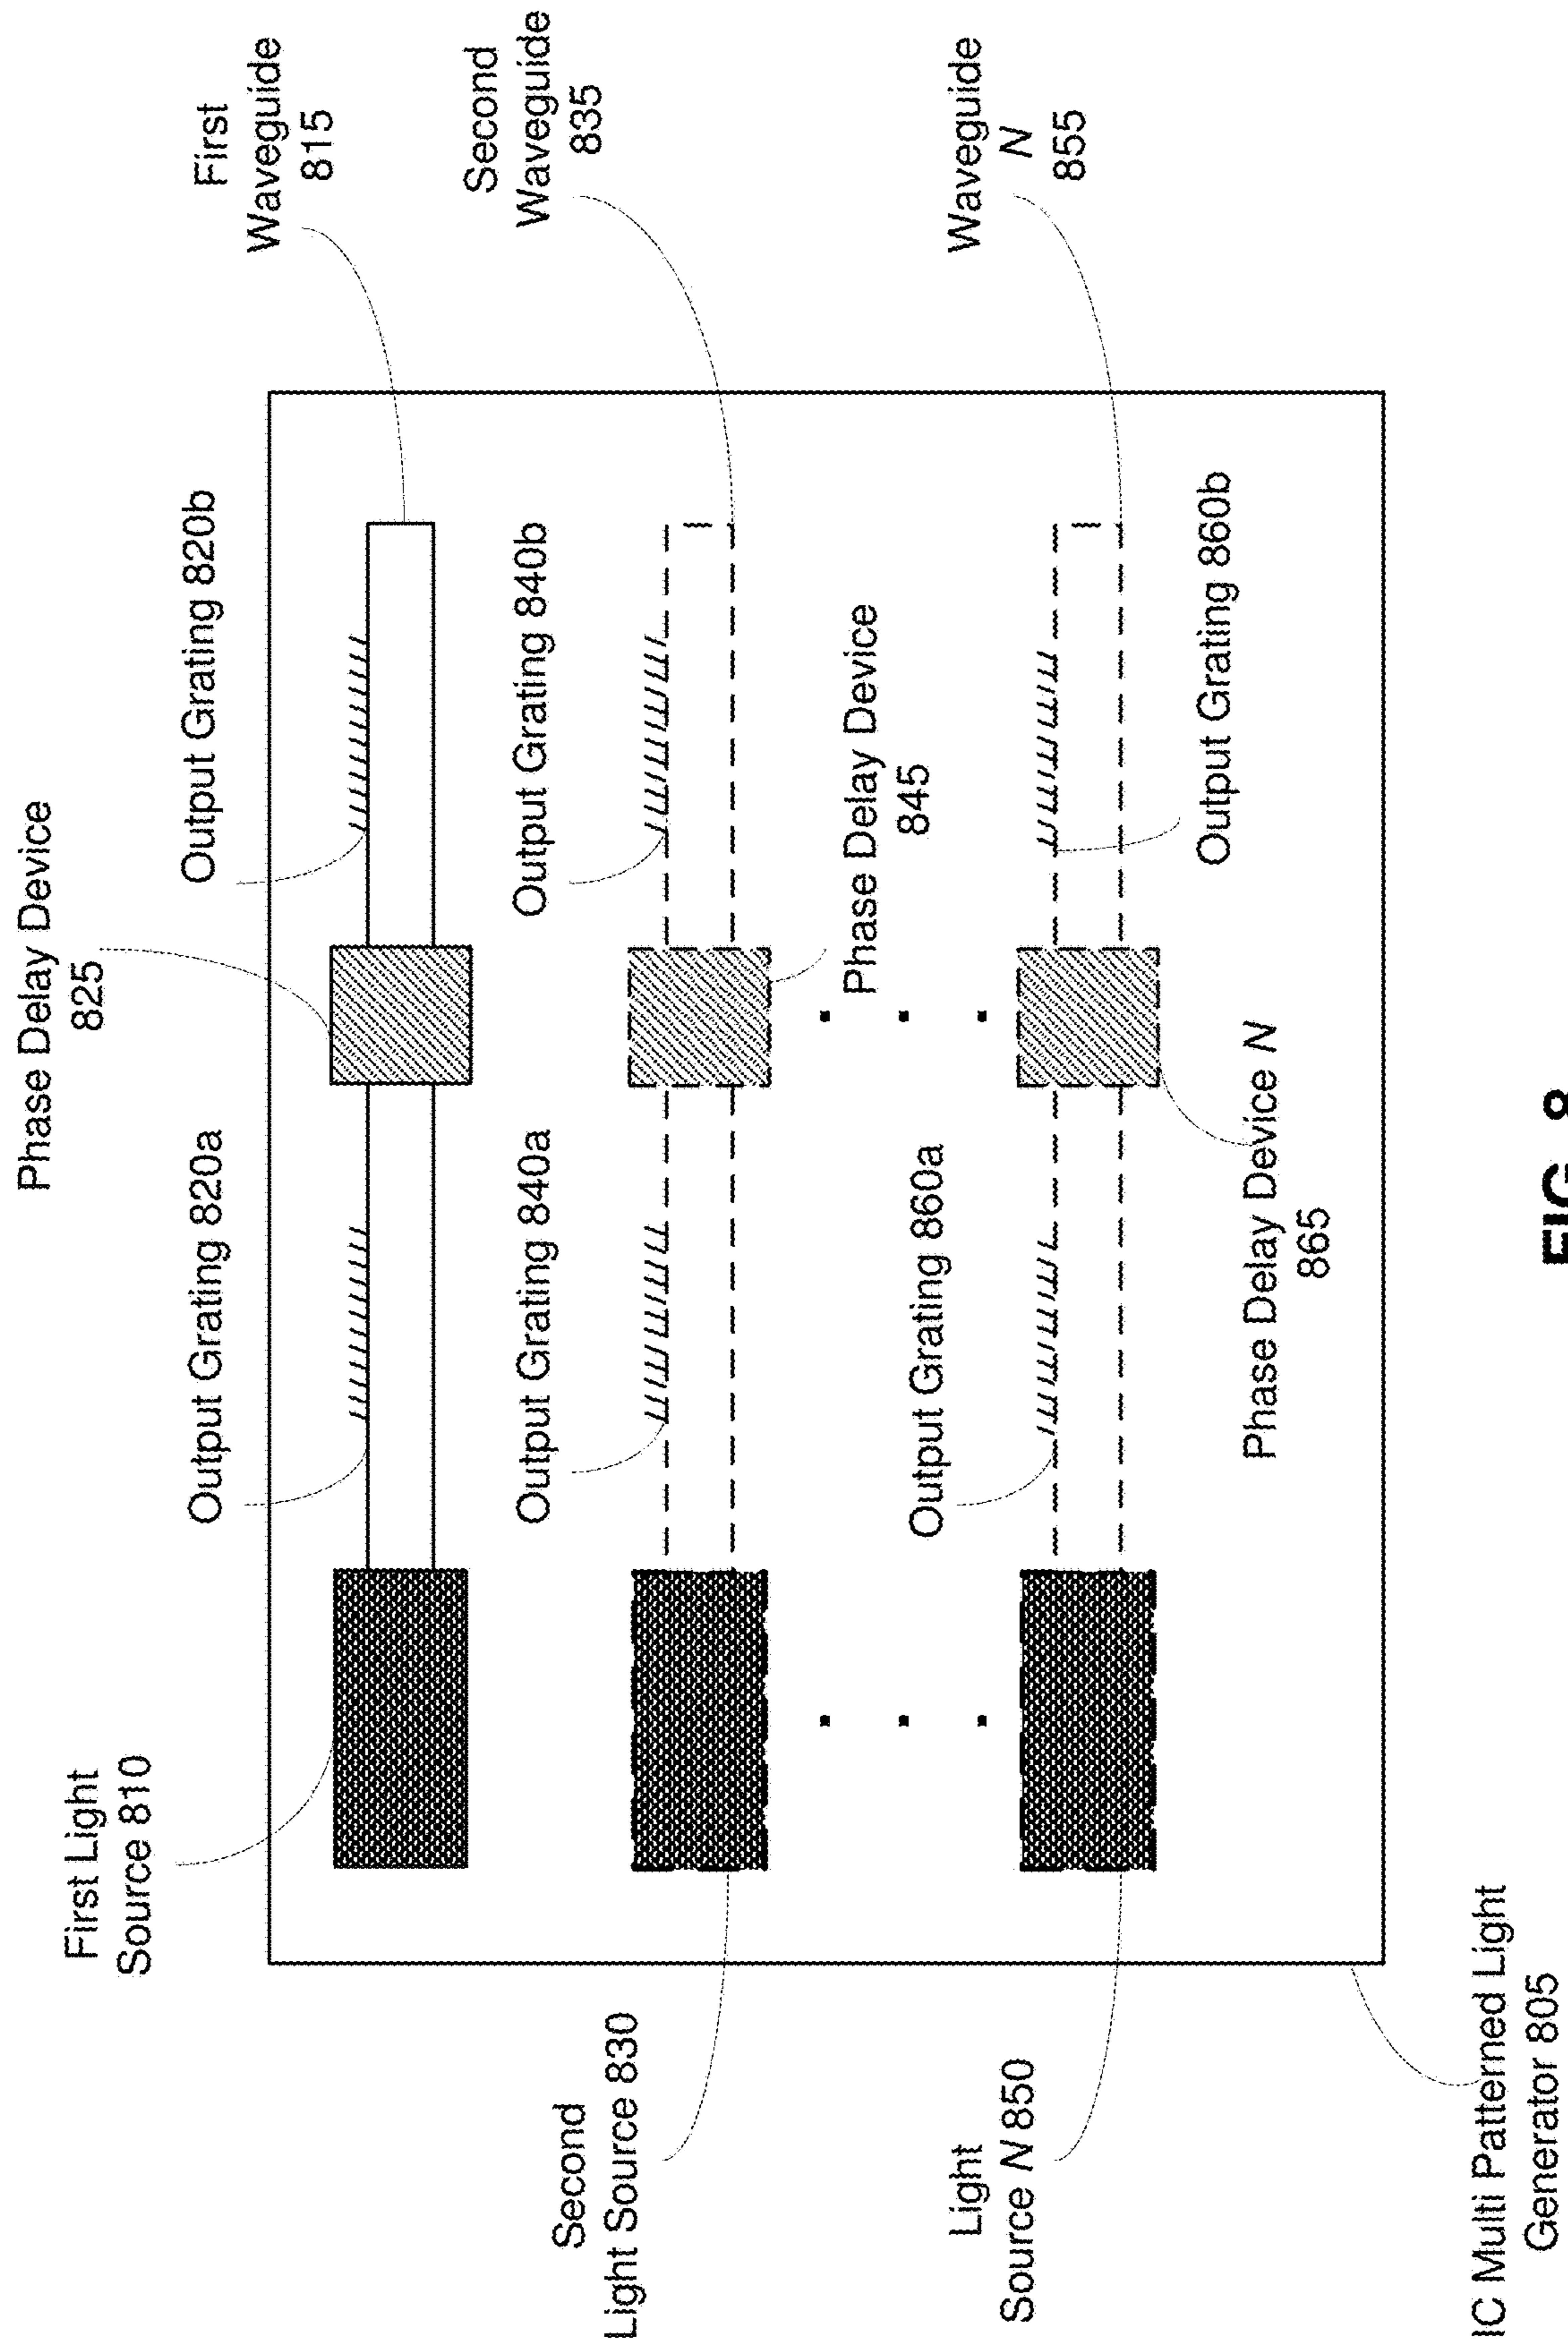 Phase Delay Device
825
First Light
Source 810
Output Grating 820a
Output Grating 820b
First
Waveguide
815
Second
Light Source 830
Output Grating 840a
Output Grating 840b
Second
Waveguide
835
Phase Delay Device
845
Light
Source N 850
Output Grating 860a
Output Grating 860b
Waveguide
N
855
Phase Delay Device N
865
IC Multi Patterned Light
Generator 805
FIG. 8